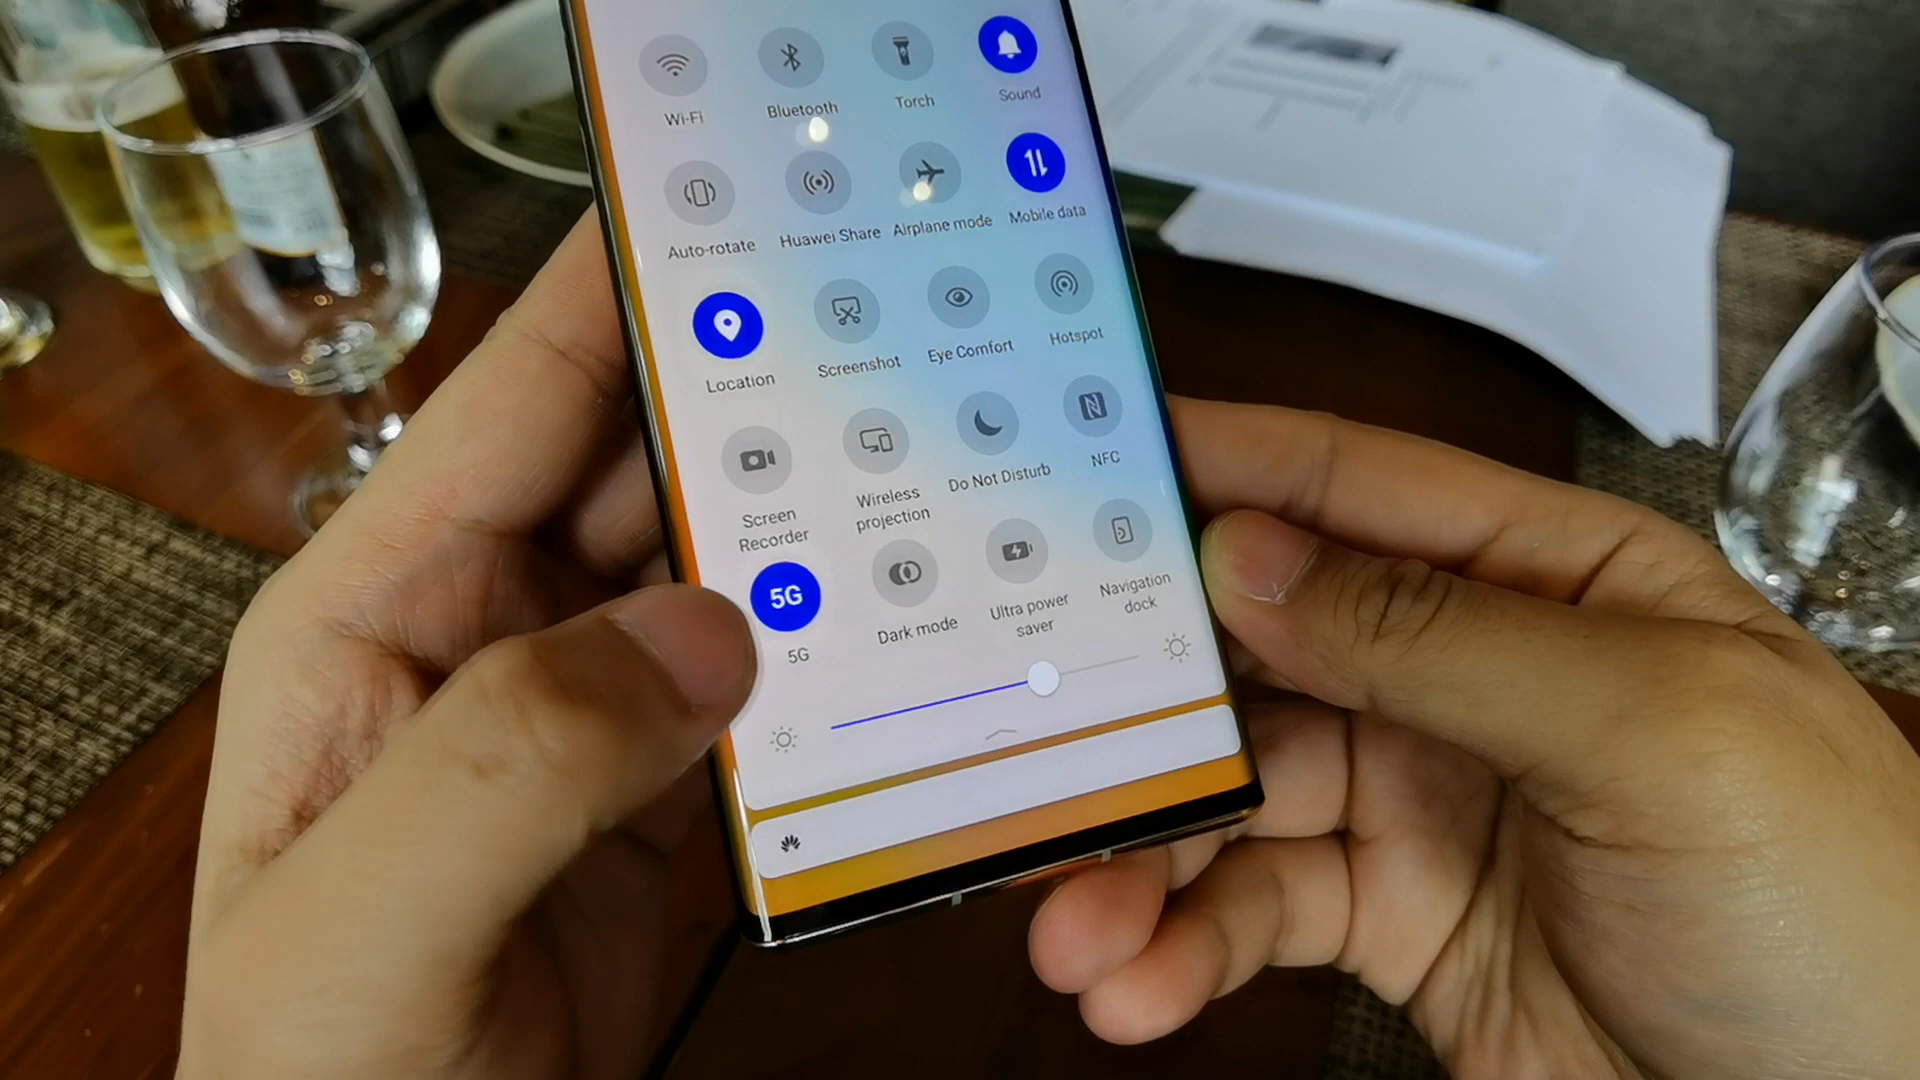 Wi-Fi
Bluetooth
Torch
Sound
Auto-rotate
Huawei Share
Airplane mode
Mobile data
Location
Screenshot
Eye Comfort
Hotspot
Screen
Recorder
Wireless
projection
Do Not Disturb
NFC
5G
5G
Dark mode
Ultra power
saver
Navigation
dock